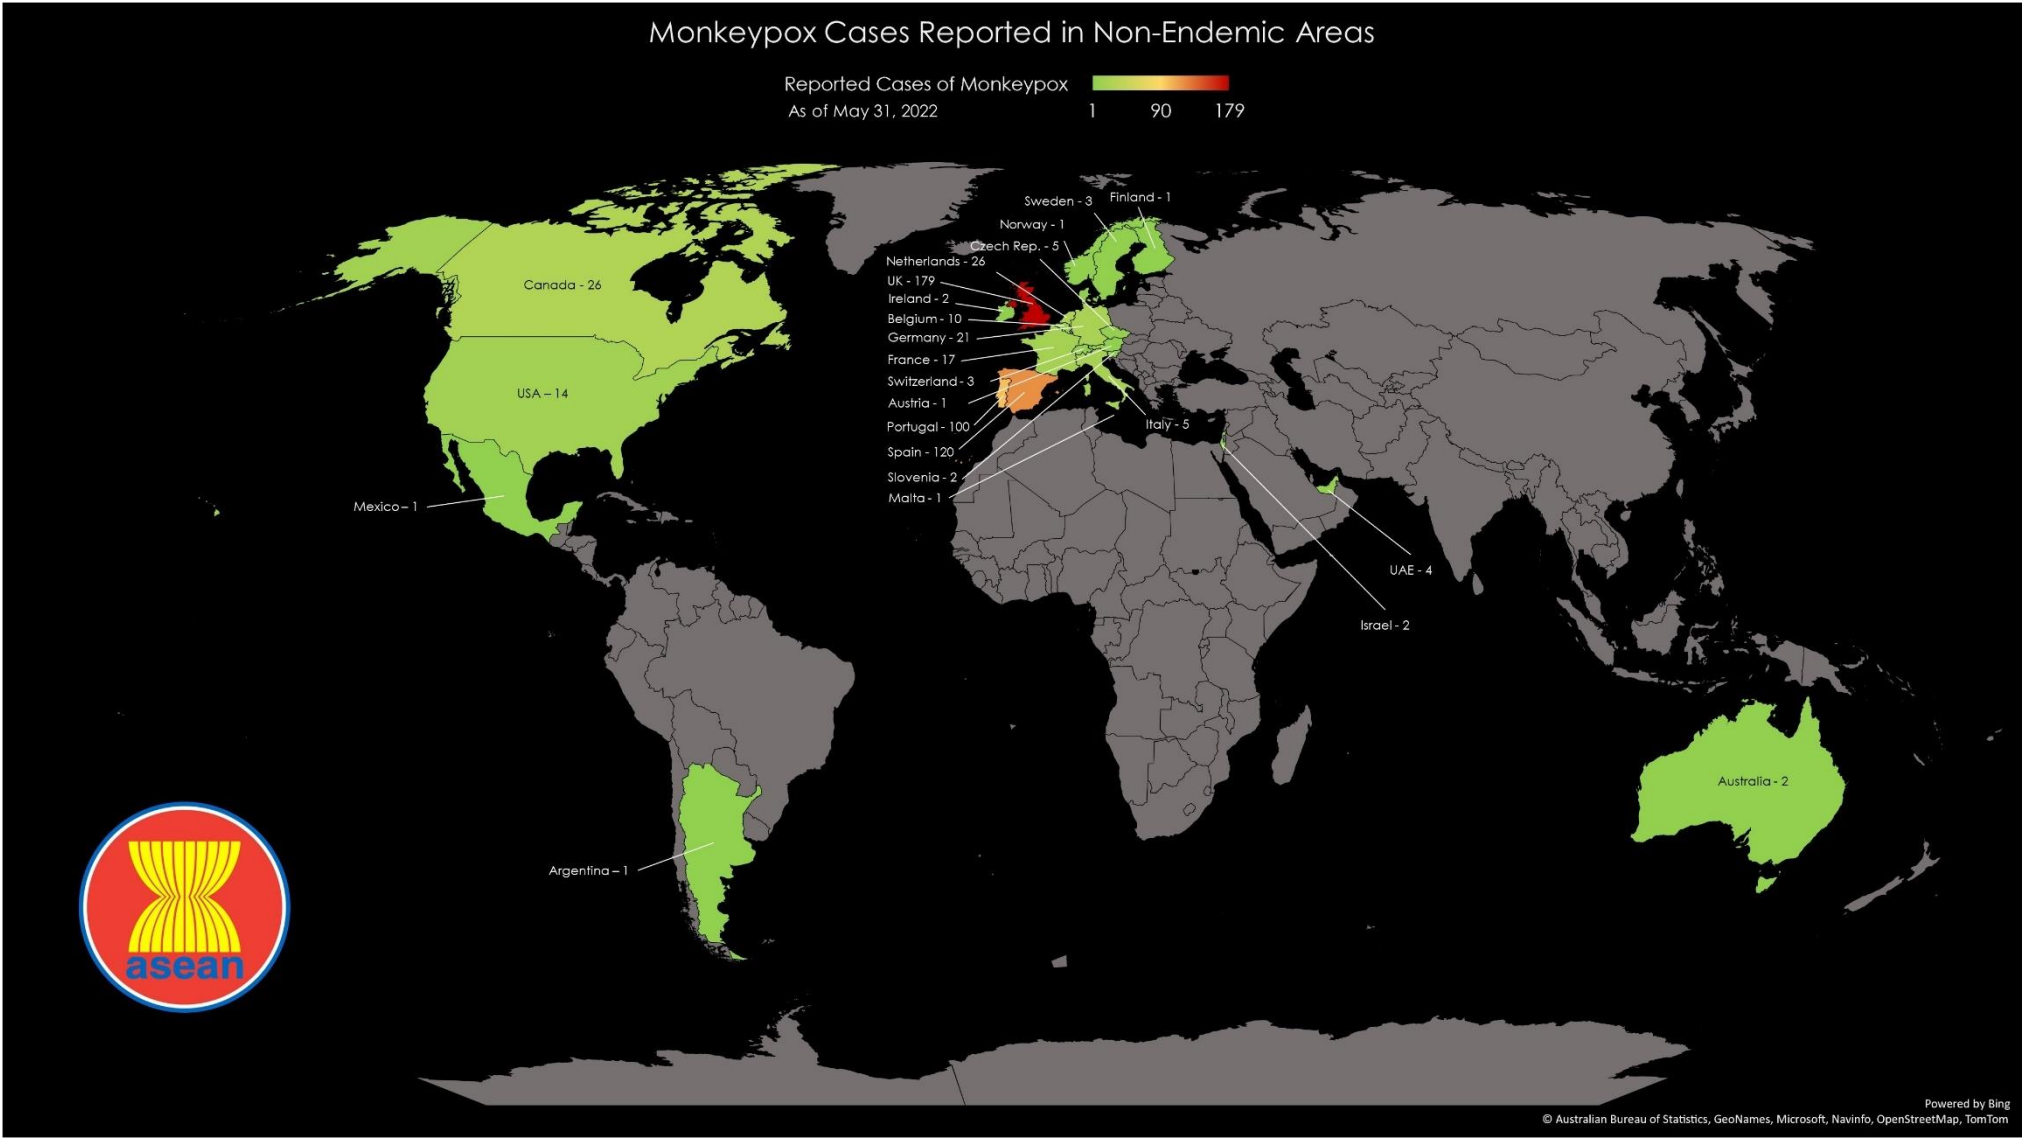 Monkeypox Cases Reported in Non-Endemic Areas
Reported Cases of Monkeypox
As of May 31, 2022
1 90 179
Sweden - 3
Finland - 1
Norway - 1
Czech Rep. - 5
Netherlands - 26
UK - 179
Ireland - 2
Belgium - 10
Germany - 21
France - 17
Switzerland - 3
Austria - 1
Portugal - 100
Spain - 120
Slovenia - 2
Malta - 1
Italy - 5
Canada - 26
USA – 14
Mexico – 1
UAE - 4
Israel - 2
Australia - 2
Argentina – 1
asean
Powered by Bing
© Australian Bureau of Statistics, GeoNames, Microsoft, Navinfo, OpenStreetMap, TomTom